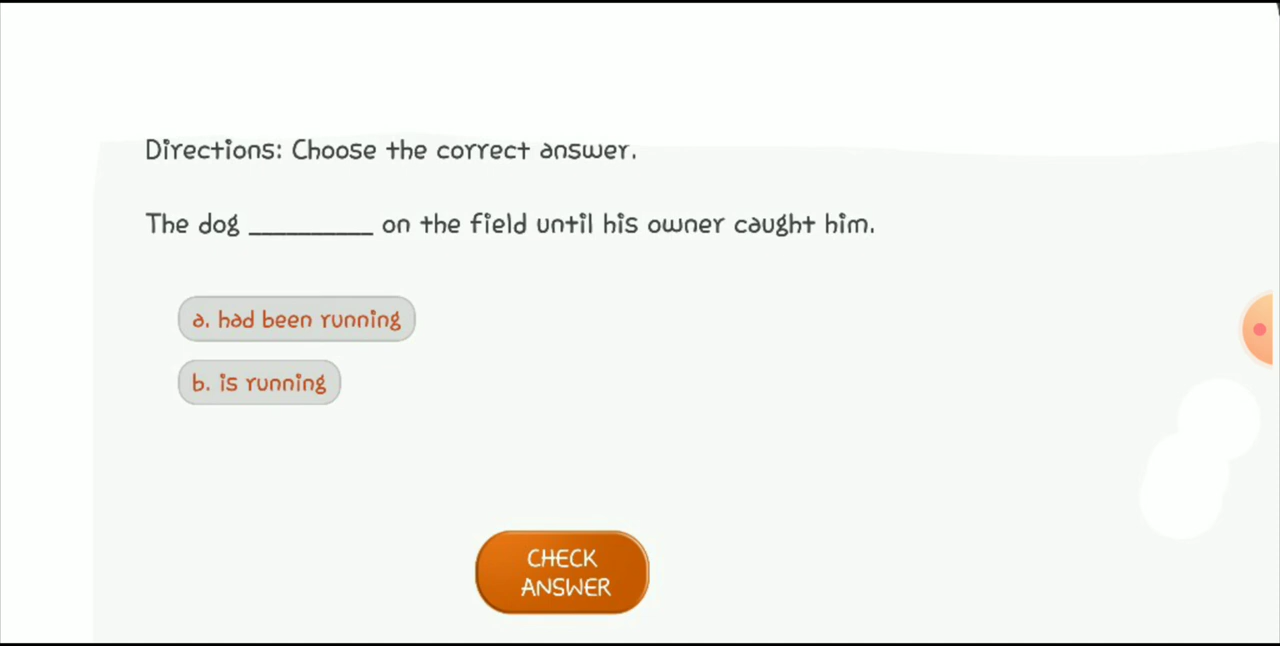 Directions: Choose the correct answer.
The dog __________ on the field until his owner caught him.
a. had been running
b. is running
CHECK
ANSWER